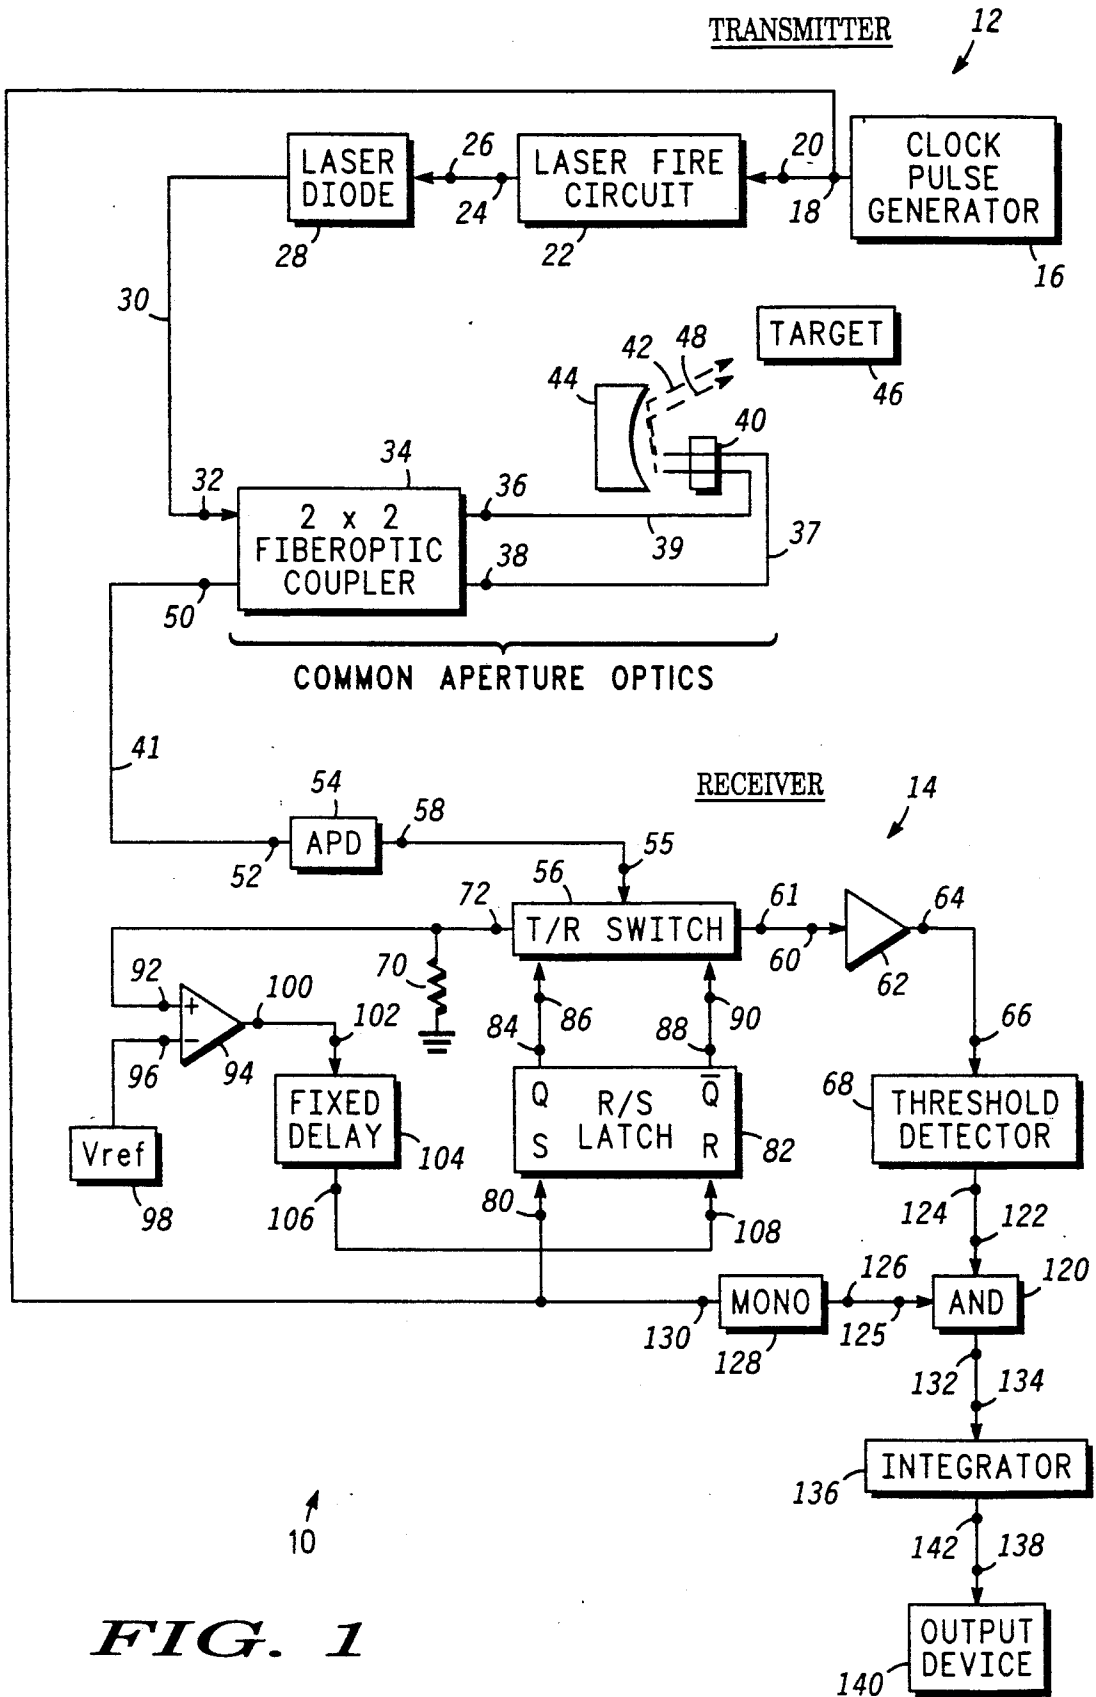 TRANSMITTER
12
LASER DIODE
28
26
24
LASER FIRE CIRCUIT
22
20
18
CLOCK PULSE GENERATOR
16
30
TARGET
46
42
48
44
40
34
32
2 x 2 FIBEROPTIC COUPLER
36
39
37
38
50
COMMON APERTURE OPTICS
41
RECEIVER
14
54
APD
52
58
55
56
T/R SWITCH
72
61
60
62
64
70
92
+
-
96
94
100
102
Vref
98
FIXED DELAY
104
106
84
86
88
90
Q
Q̅
R/S LATCH
S
R
82
80
108
66
68
THRESHOLD DETECTOR
124
122
MONO
130
128
126
125
AND
120
132
134
INTEGRATOR
136
142
138
OUTPUT DEVICE
140
10
FIG. 1